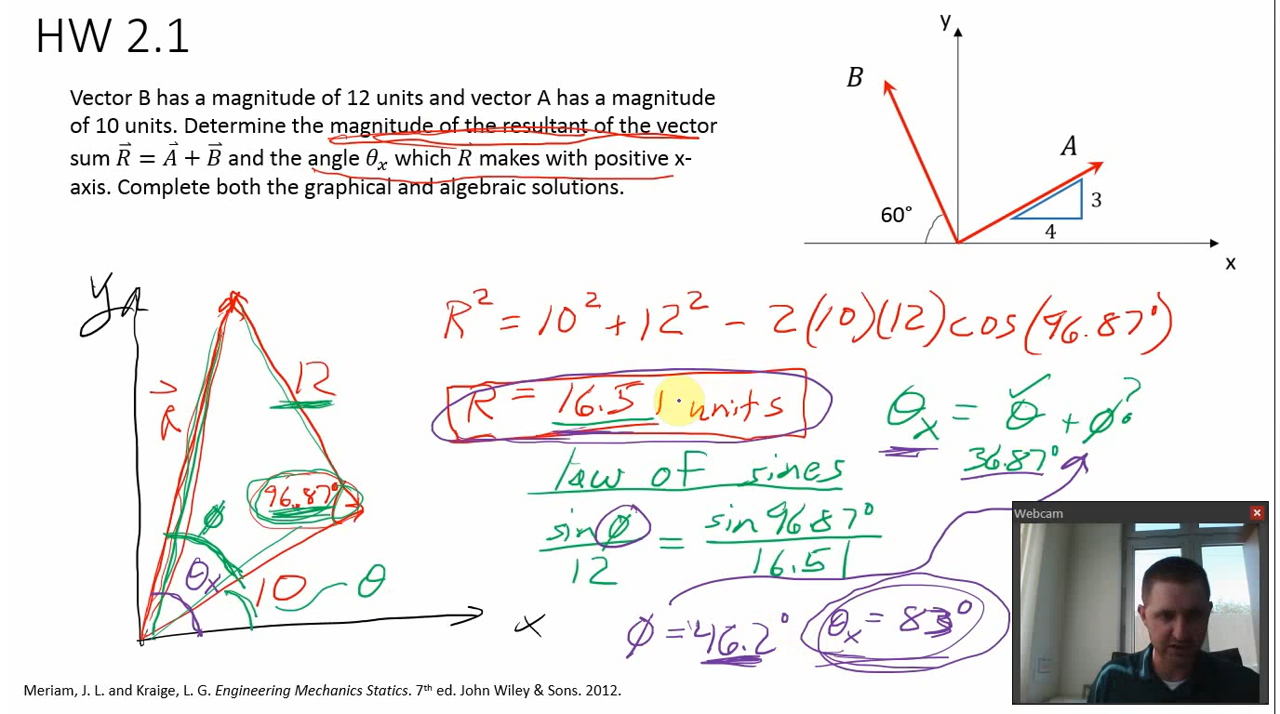 HW 2.1
Vector B has a magnitude of 12 units and vector A has a magnitude
of 10 units. Determine the magnitude of the resultant of the vector
sum R⃗ = A⃗ + B⃗ and the angle θₓ which R⃗ makes with positive x-
axis. Complete both the graphical and algebraic solutions.
y
B
A
3
4
60°
x
y
R⃗
12
96.87°
φ
θx
10
θ
x
R² = 10² + 12² - 2(10)(12)cos(96.87°)
R = 16.51 units
θx = θ + φ?
36.87°
law of sines
sin φ / 12 = sin 96.87° / 16.51
φ = 46.2°
θx = 83°
Webcam
Meriam, J. L. and Kraige, L. G. Engineering Mechanics Statics. 7th ed. John Wiley & Sons. 2012.